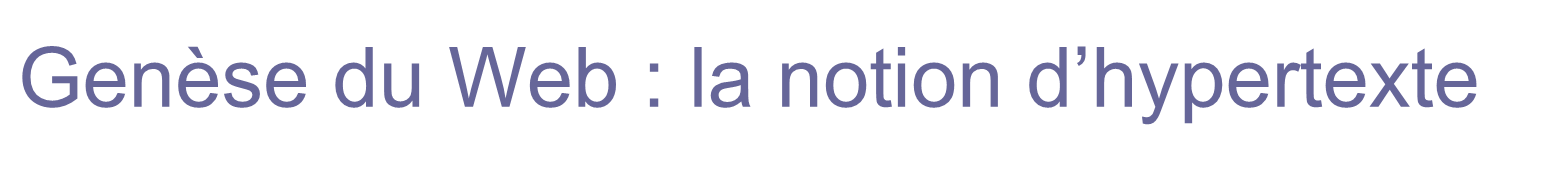 Genèse du Web : la notion d’hypertexte